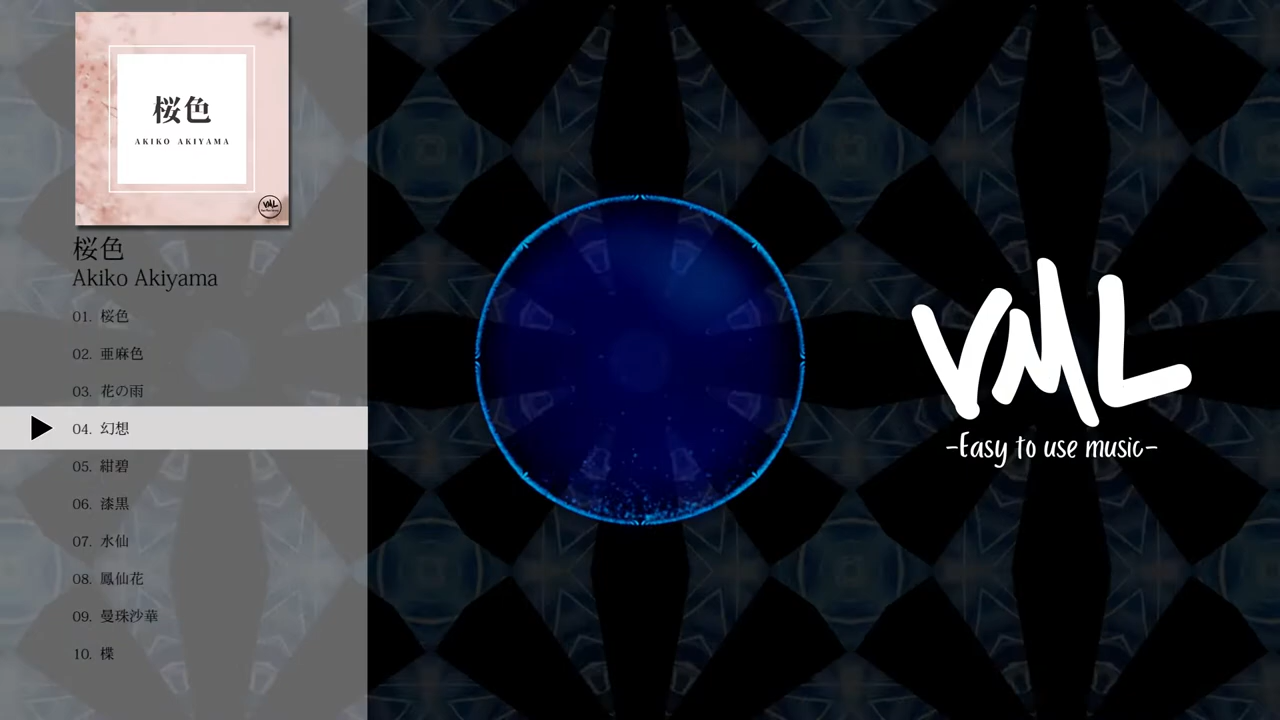 桜色
AKIKO AKIYAMA
VML
桜色
Akiko Akiyama
01. 桜色
02. 亜麻色
03. 花の雨
04. 幻想
05. 紺碧
06. 漆黒
07. 水仙
08. 鳳仙花
09. 曼珠沙華
10. 楪
VML
-Easy to use music-